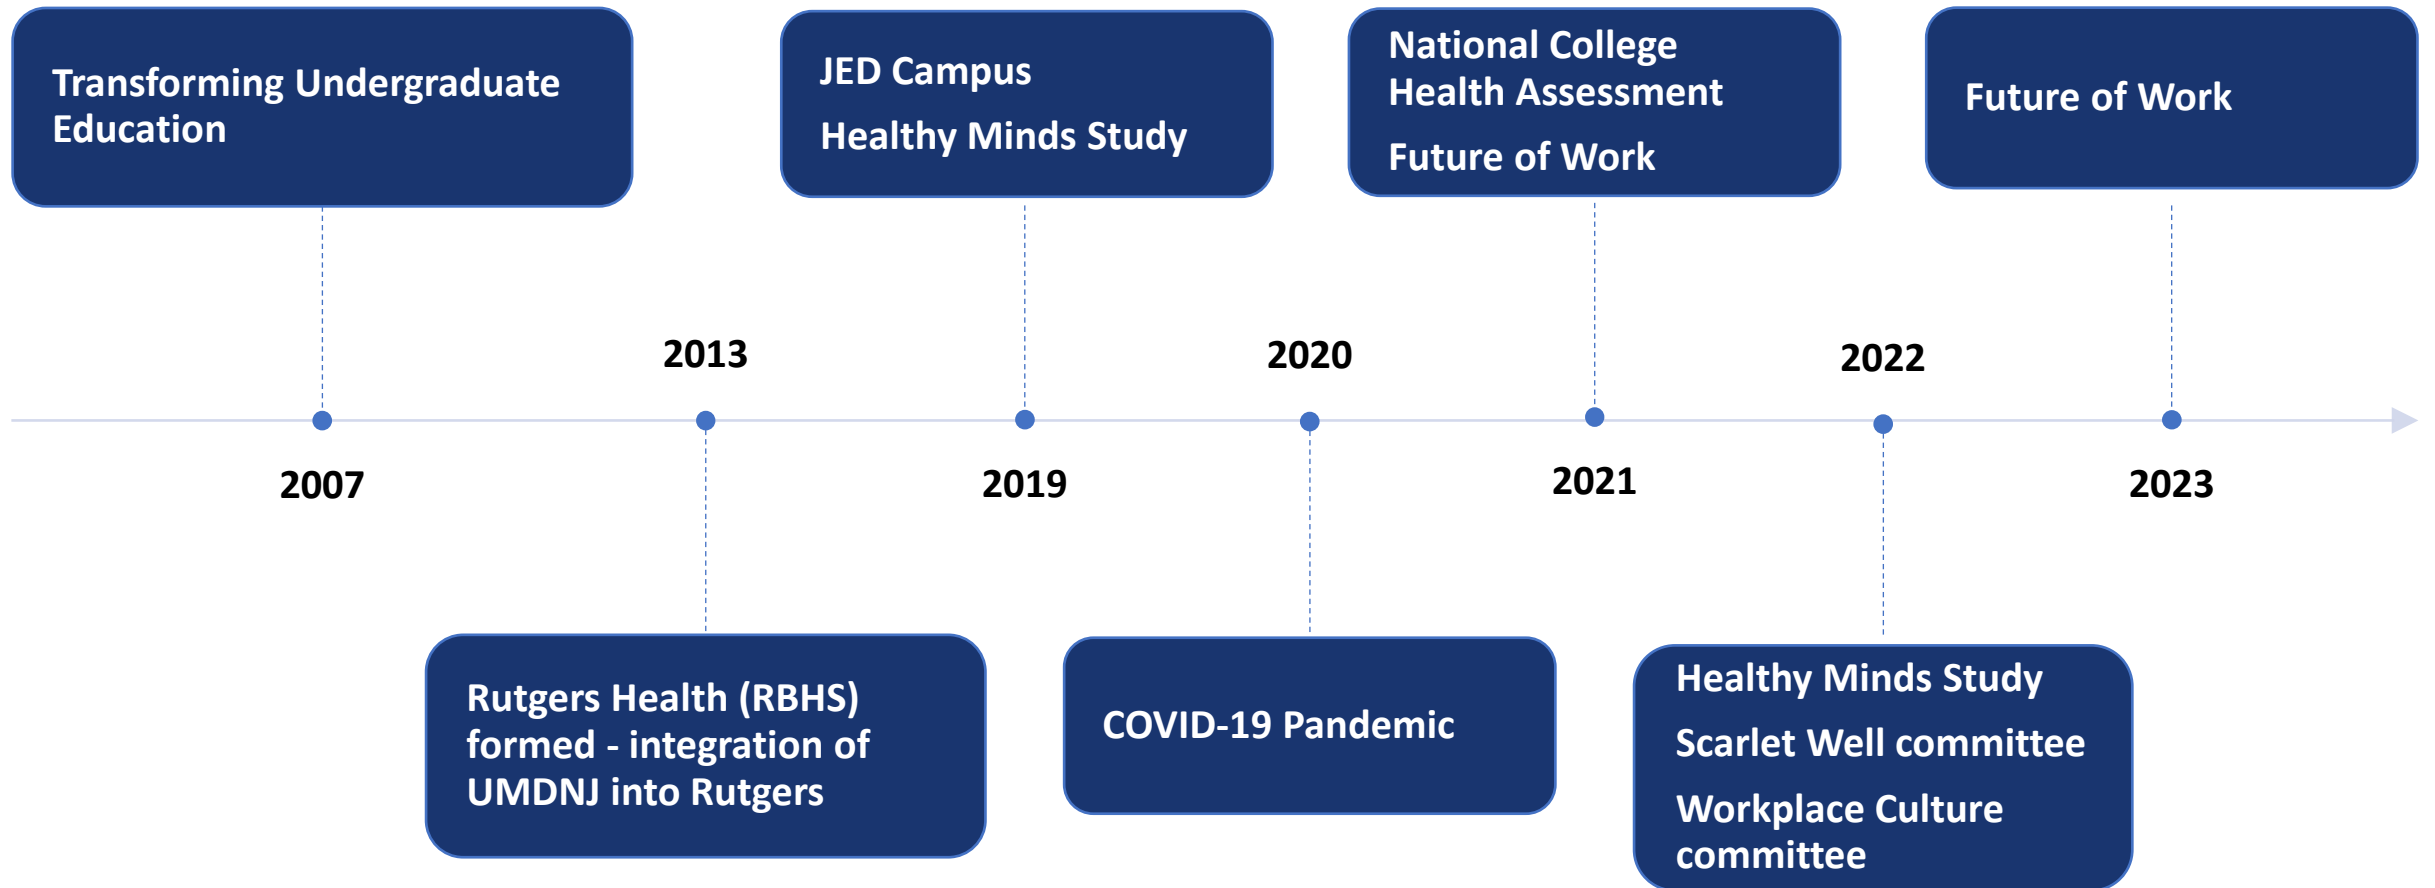 Transforming Undergraduate
Education
JED Campus
Healthy Minds Study
National College
Health Assessment
Future of Work
Future of Work
2013
2020
2022
2007
2019
2021
2023
Rutgers Health (RBHS)
formed - integration of
UMDNJ into Rutgers
COVID-19 Pandemic
Healthy Minds Study
Scarlet Well committee
Workplace Culture
committee